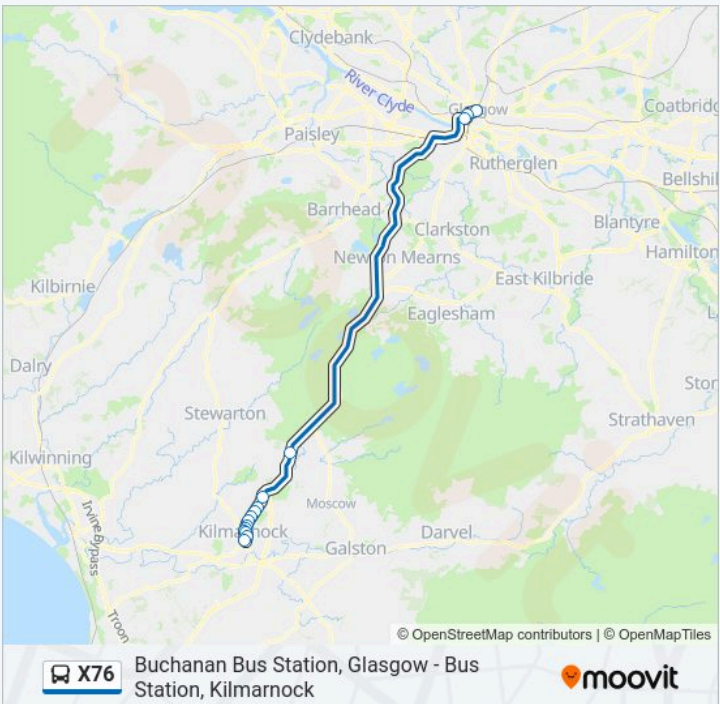 Clydebank
River Clyde
Glasgow
Coatbridg
Paisley
Rutherglen
Bellshil
Barrhead
Clarkston
Blantyre
Newton Mearns
Hamilton
East Kilbride
Kilbirnie
Eaglesham
L
Dalry
Ston
Stewarton
Strathaven
Kilwinning
Irvine Bypass
Moscow
Kilmarnock
Darvel
Galston
Troon
© OpenStreetMap contributors | © OpenMapTiles
X76
Buchanan Bus Station, Glasgow - Bus
Station, Kilmarnock
moovit